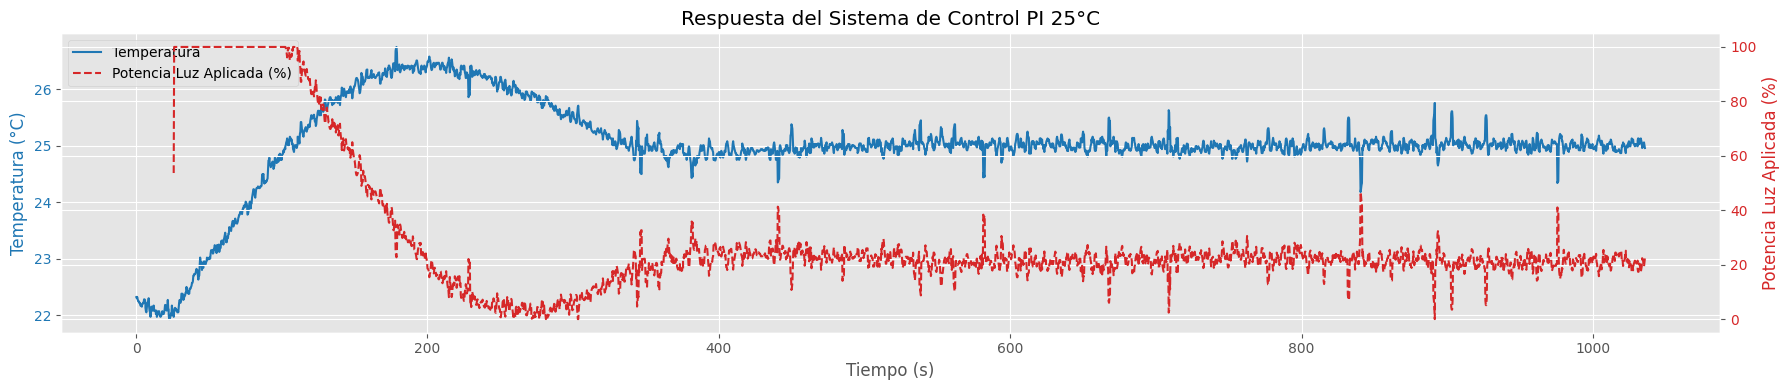 Respuesta del Sistema de Control PI 25°C
Temperatura
Potencia Luz Aplicada (%)
Temperatura (°C)
26
25
24
23
22
100
80
60
40
20
0
Potencia Luz Aplicada (%)
0 200 400 600 800 1000
Tiempo (s)